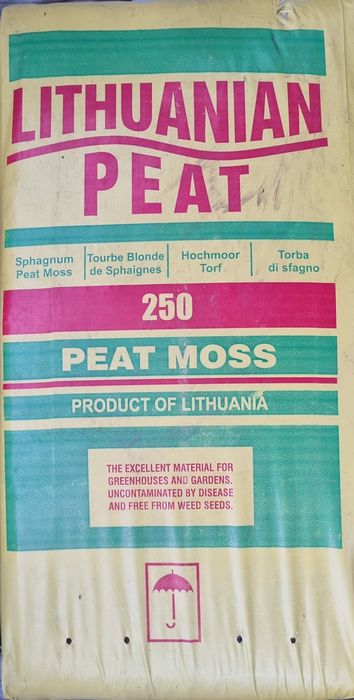 LITHUANIAN
PEAT
Sphagnum
Peat Moss
Tourbe Blonde
de Sphaignes
Hochmoor
Torf
Torba
di sfagno
250
PEAT MOSS
PRODUCT OF LITHUANIA
THE EXCELLENT MATERIAL FOR
GREENHOUSES AND GARDENS.
UNCONTAMINATED BY DISEASE
AND FREE FROM WEED SEEDS.